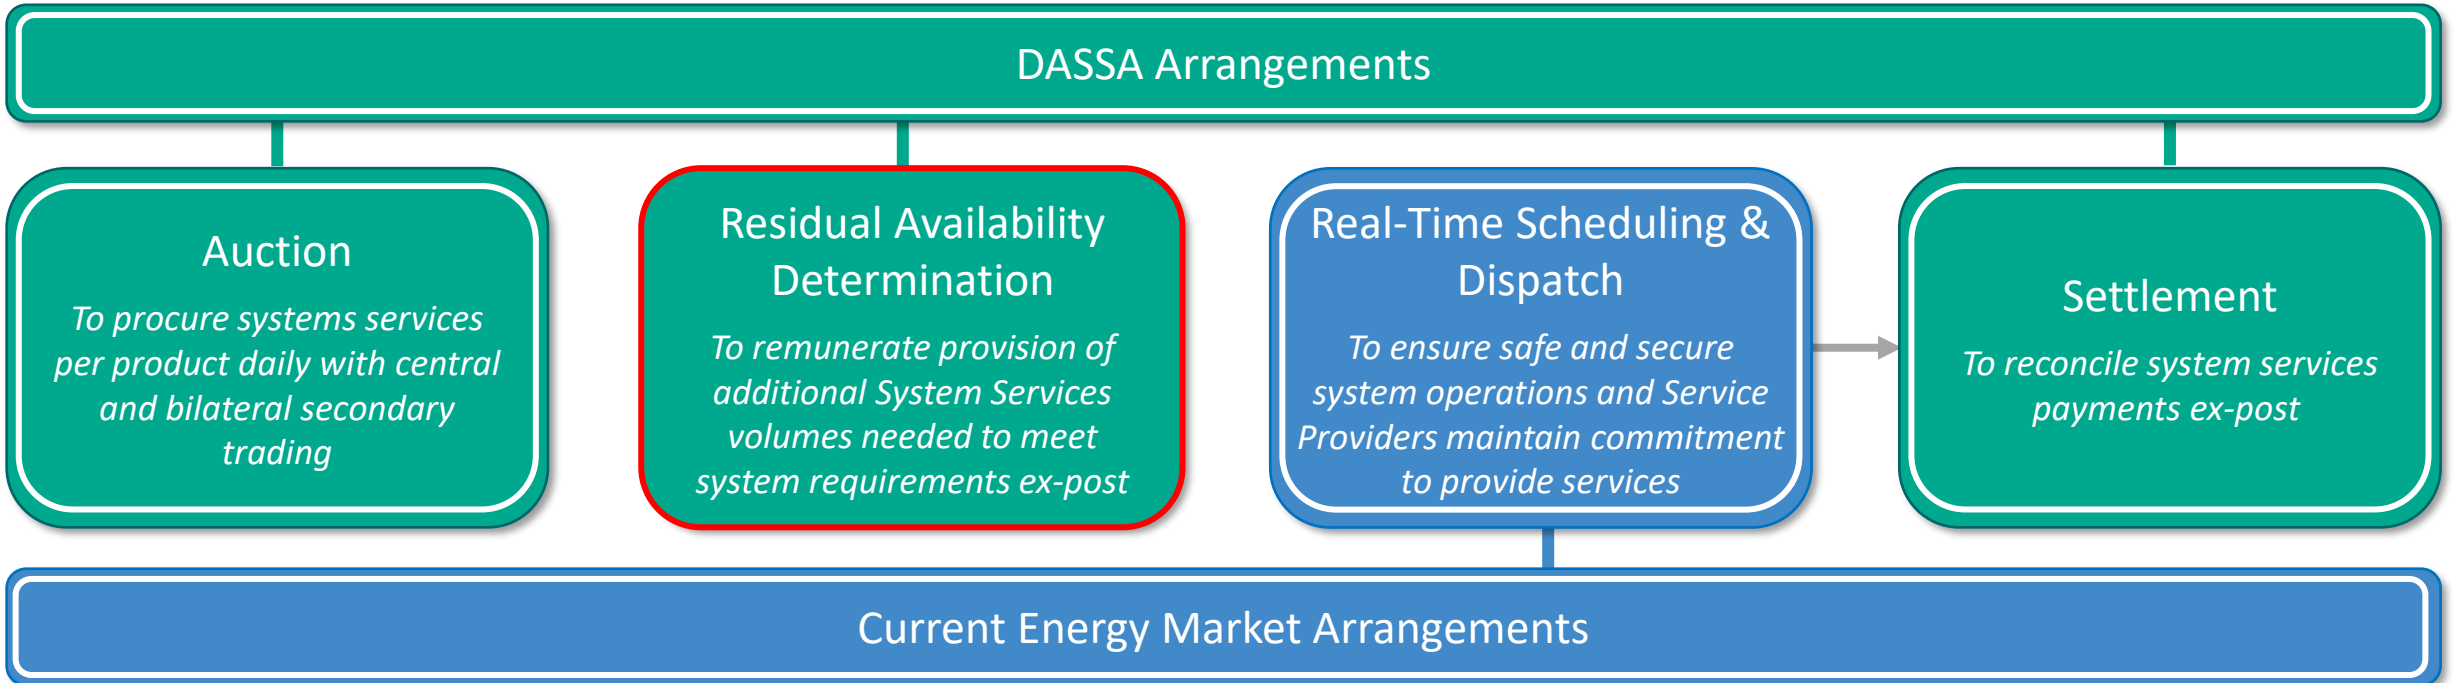 DASSA Arrangements
Auction
To procure systems services
per product daily with central
and bilateral secondary
trading
Residual Availability
Determination
To remunerate provision of
additional System Services
volumes needed to meet
system requirements ex-post
Real-Time Scheduling &
Dispatch
To ensure safe and secure
system operations and Service
Providers maintain commitment
to provide services
Settlement
To reconcile system services
payments ex-post
Current Energy Market Arrangements